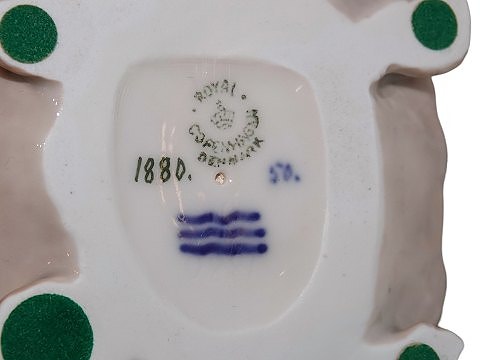 ROYAL
COPENHAGEN
DENMARK
1880. 50.